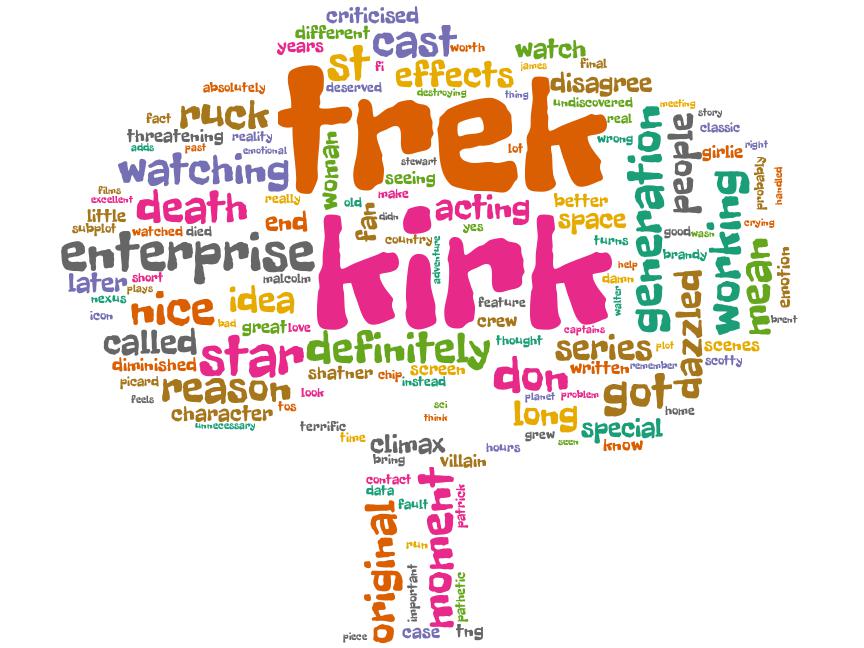 criticised
different
years
cast
worth
watch
st
fi
effects
james
final
absolutely
deserved
destroying
thing
disagree
undiscovered
meeting
fact
ruck
trek
real
story
threatening
reality
classic
adds
past
emotional
lot
wrong
people
right
girlie
watching
woman
stewart
generation
seeing
probably
handled
films
excellent
death
really
old
make
better
working
little
end
fan
didn
acting
space
crying
subplot
watched
died
yes
good
wasn
enterprise
kirk
country
adventure
turns
brandy
mean
emotion
later
short
malcolm
help
damn
nexus
plays
nice
idea
feature
walter
dazzled
icon
bad
great
love
crew
captains
brent
called
star
definitely
thought
series
plot
scenes
diminished
shatner
chip
screen
don
written
remember
scotty
picard
reason
instead
got
feels
look
planet
problem
character
tos
sci
long
home
unnecessary
think
special
terrific
time
climax
grew
seen
know
hours
bring
villain
contact
data
fault
moment
patrick
original
run
important
pathetic
piece
case
tng